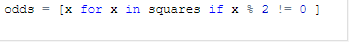 odds = [x for x in squares if x % 2 != 0 ]